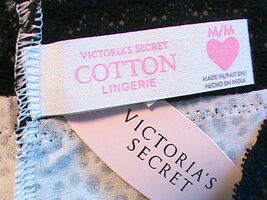 VICTORIA'S SECRET
COTTON
LINGERIE
M/M
MADE IN/FAIT EN/
HECHO EN INDIA
VICTORIA'S
SECRET